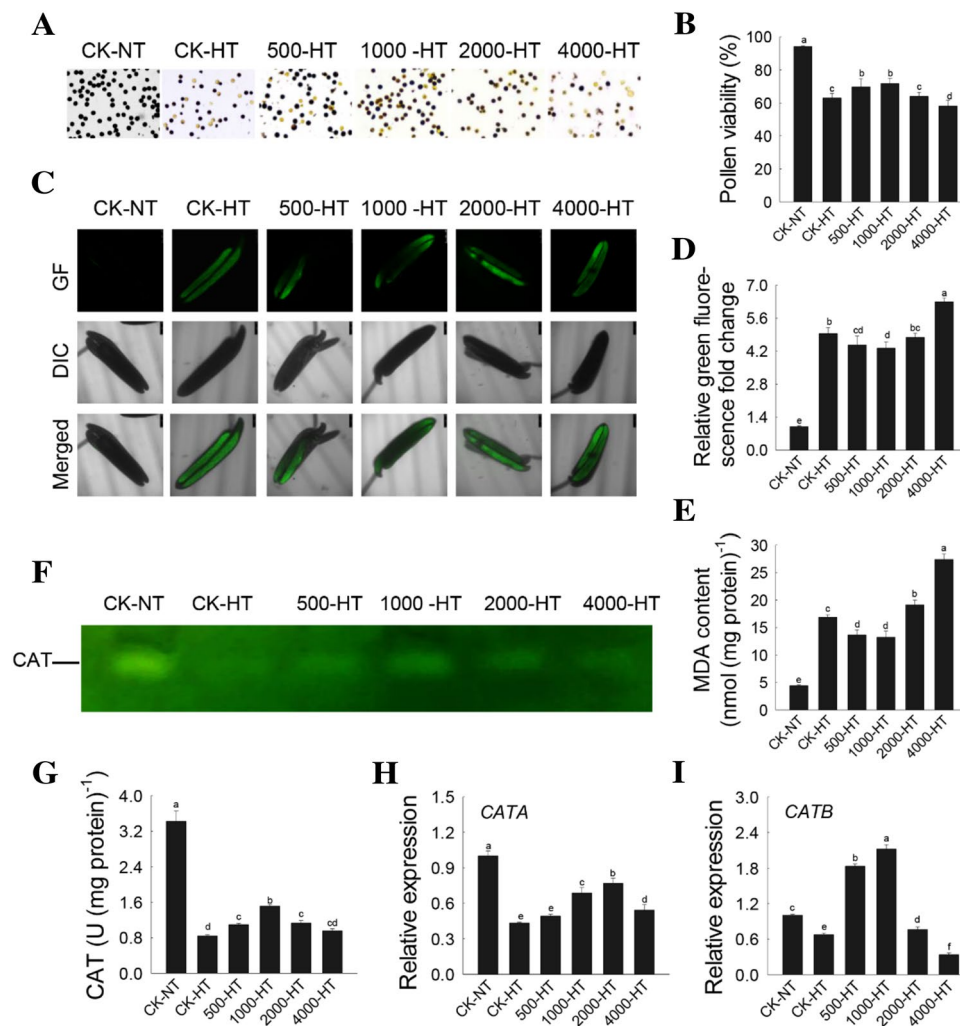 A
CK-NT CK-HT 500-HT 1000 -HT 2000-HT 4000-HT
B
Pollen viability (%)
100
80
60
40
20
0
a
c
b
b
c
d
CK-NT
CK-HT
500-HT
1000-HT
2000-HT
4000-HT
C
CK-NT CK-HT 500-HT 1000 -HT 2000-HT 4000-HT
GF
DIC
Merged
D
Relative green fluore-
scence fold change
7.0
5.6
4.2
2.8
1.4
0.0
e
b
cd
d
bc
a
CK-NT
CK-HT
500-HT
1000-HT
2000-HT
4000-HT
E
MDA content
(nmol (mg protein)⁻¹
30
25
20
15
10
5
0
e
c
d
d
b
a
CK-NT
CK-HT
500-HT
1000-HT
2000-HT
4000-HT
F
CK-NT CK-HT 500-HT 1000 -HT 2000-HT 4000-HT
CAT
G
CAT (U (mg protein)⁻¹
4.0
3.2
2.4
1.6
0.8
0.0
a
d
c
b
c
cd
CK-NT
CK-HT
500-HT
1000-HT
2000-HT
4000-HT
H
CATA
Relative expression
1.5
1.2
0.9
0.6
0.3
0.0
a
e
e
c
b
d
CK-NT
CK-HT
500-HT
1000-HT
2000-HT
4000-HT
I
CATB
Relative expression
3.0
2.4
1.8
1.2
0.6
0.0
c
e
b
a
d
f
CK-NT
CK-HT
500-HT
1000-HT
2000-HT
4000-HT